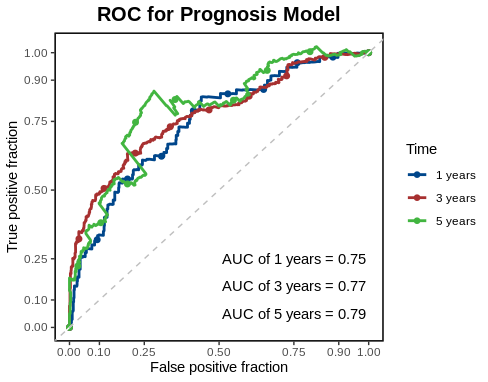 ROC for Prognosis Model
True positive fraction
1.00
0.90
0.75
0.50
0.25
0.10
0.00
AUC of 1 years = 0.75
AUC of 3 years = 0.77
AUC of 5 years = 0.79
0.00 0.10 0.25 0.50 0.75 0.90 1.00
False positive fraction
Time
1 years
3 years
5 years